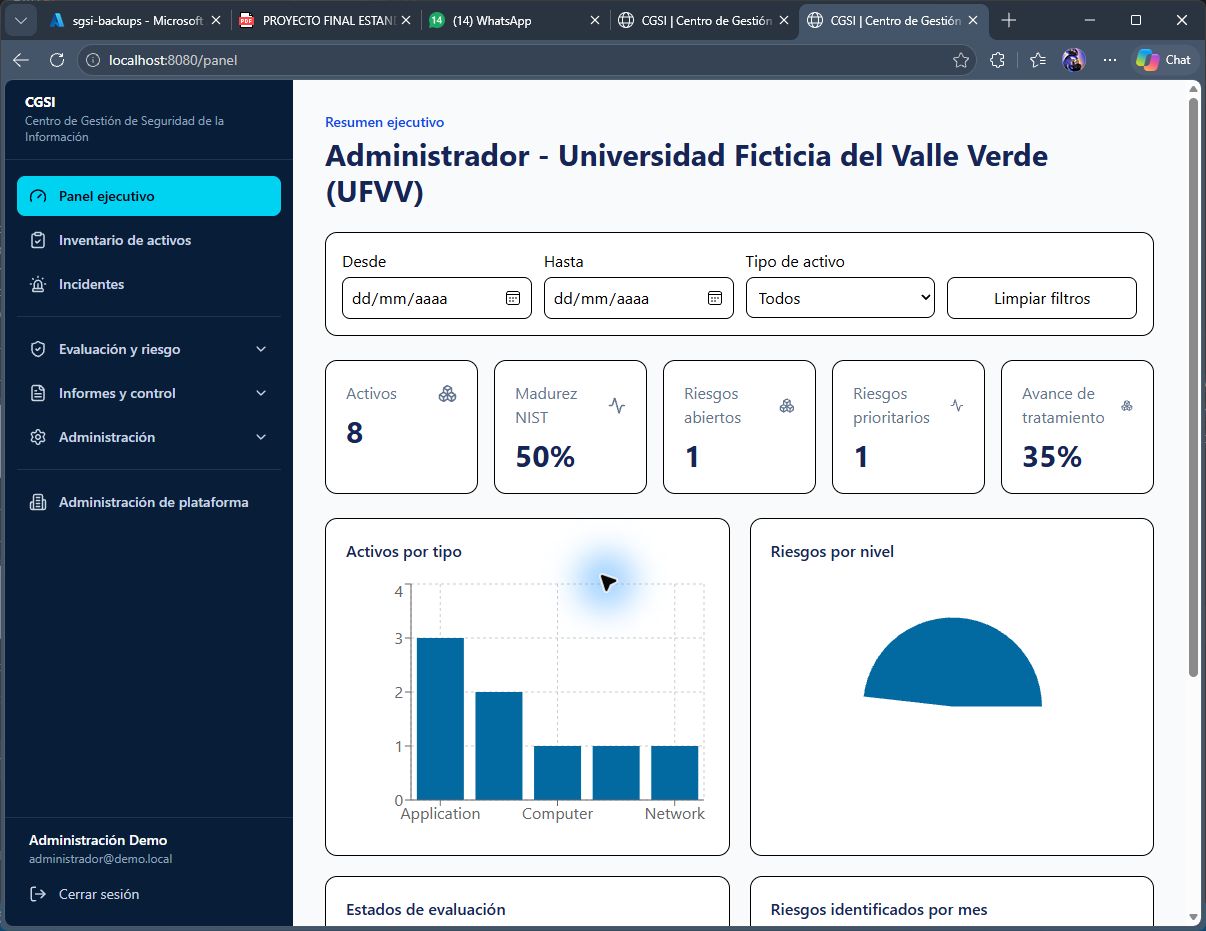 sgsi-backups - Microsoft
PROYECTO FINAL ESTAN
14 (14) WhatsApp
CGSI | Centro de Gestión
CGSI | Centro de Gestión
localhost:8080/panel
Chat
CGSI
Centro de Gestión de Seguridad de la
Información
Panel ejecutivo
Inventario de activos
Incidentes
Evaluación y riesgo
Informes y control
Administración
Administración de plataforma
Administración Demo
administrador@demo.local
Cerrar sesión
Resumen ejecutivo
Administrador - Universidad Ficticia del Valle Verde
(UFVV)
Desde
Hasta
Tipo de activo
dd/mm/aaaa
dd/mm/aaaa
Todos
Limpiar filtros
Activos
8
Madurez
NIST
50%
Riesgos
abiertos
1
Riesgos
prioritarios
1
Avance de
tratamiento
35%
Activos por tipo
4
3
2
1
0
Application
Computer
Network
Riesgos por nivel
Estados de evaluación
Riesgos identificados por mes